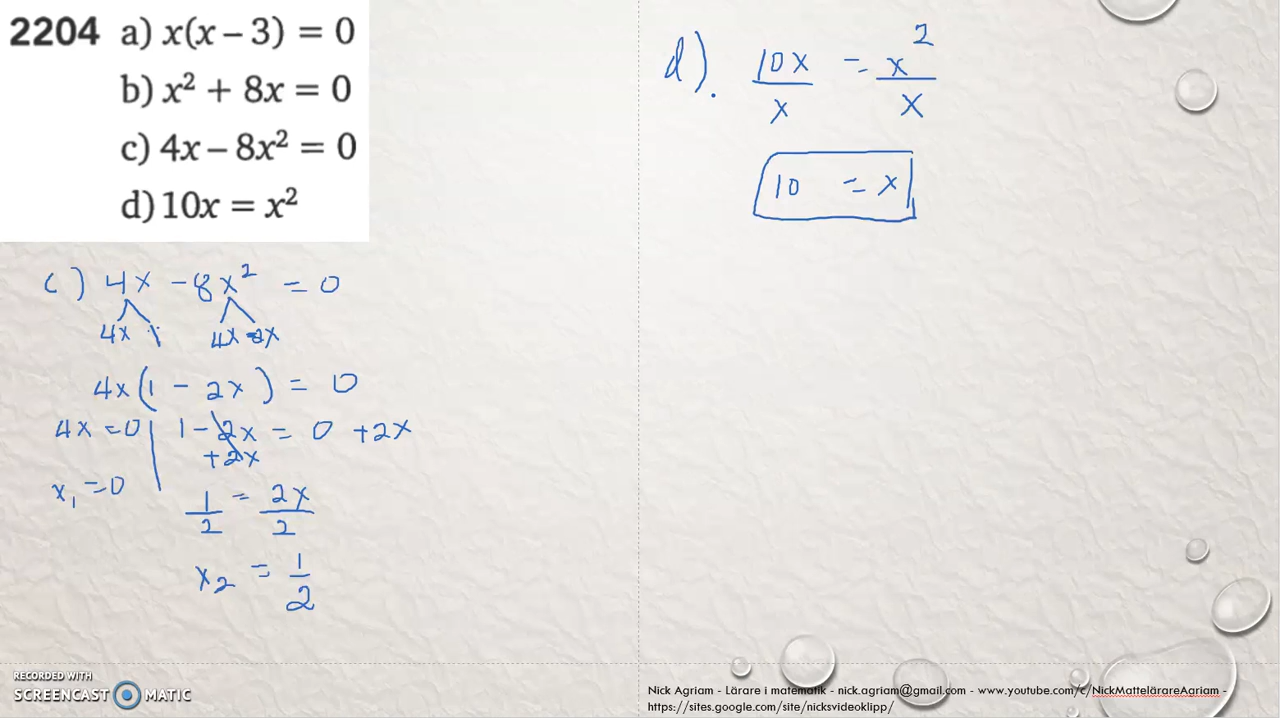 2204 a) x(x – 3) = 0
b) x² + 8x = 0
c) 4x – 8x² = 0
d) 10x = x²
c) 4x - 8x² = 0
4x 1 4x 2x
4x(1 - 2x) = 0
4x = 0 | 1 - 2x = 0 + 2x
+2x
x₁ = 0
1/2 = 2x/2
x₂ = 1/2
d). 10x/x = x²/x
10 = x
RECORDED WITH
SCREENCAST MATIC
Nick Agriam - Lärare i matematik - nick.agriam@gmail.com - www.youtube.com/c/NickMattelärareAgriam -
https://sites.google.com/site/nicksvideoklipp/